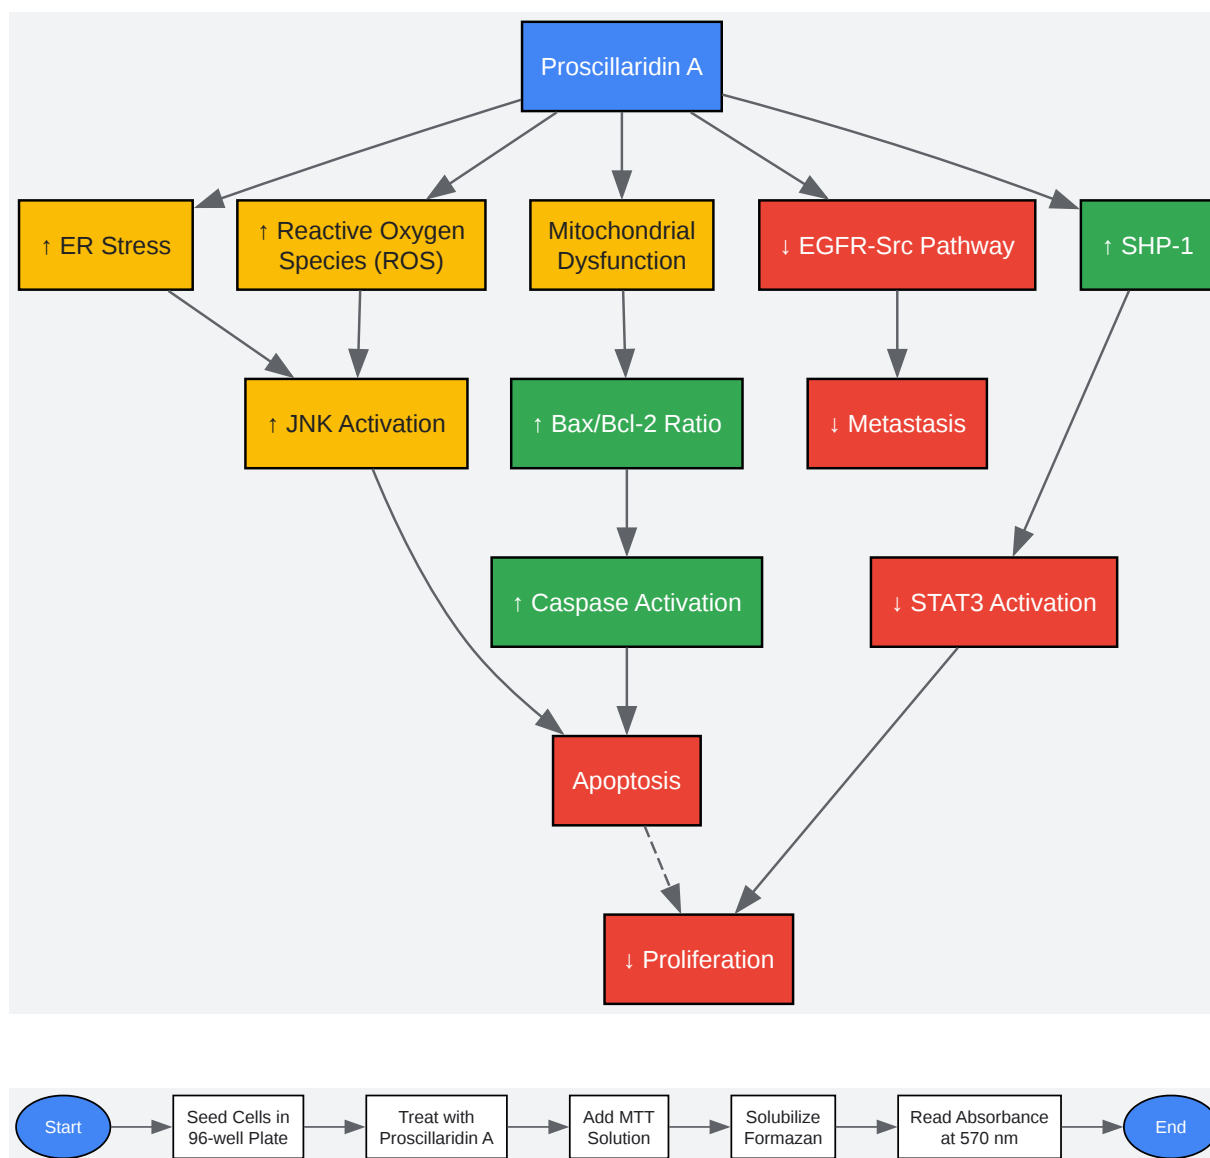 Proscillaridin A
↑ ER Stress
↑ Reactive Oxygen
Species (ROS)
Mitochondrial
Dysfunction
↓ EGFR-Src Pathway
↑ SHP-1
↑ JNK Activation
↑ Bax/Bcl-2 Ratio
↓ Metastasis
↑ Caspase Activation
↓ STAT3 Activation
Apoptosis
↓ Proliferation
Start
Seed Cells in
96-well Plate
Treat with
Proscillaridin A
Add MTT
Solution
Solubilize
Formazan
Read Absorbance
at 570 nm
End